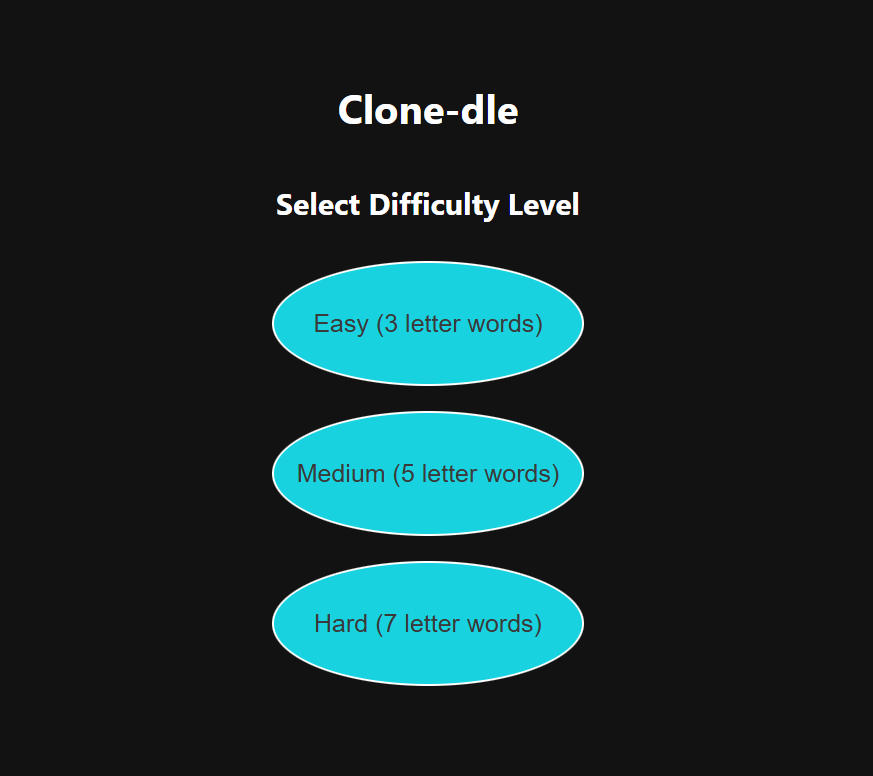 Clone-dle
Select Difficulty Level
Easy (3 letter words)
Medium (5 letter words)
Hard (7 letter words)